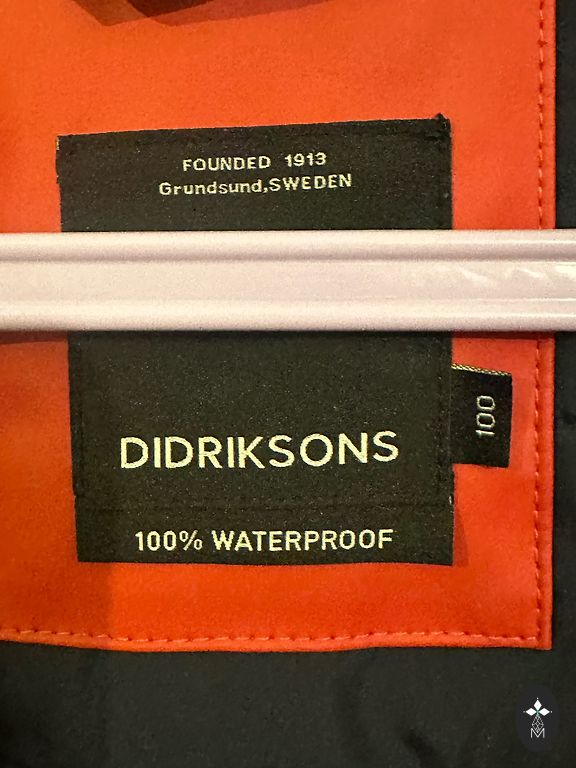 FOUNDED 1913
Grundsund,SWEDEN
DIDRIKSONS
100
100% WATERPROOF